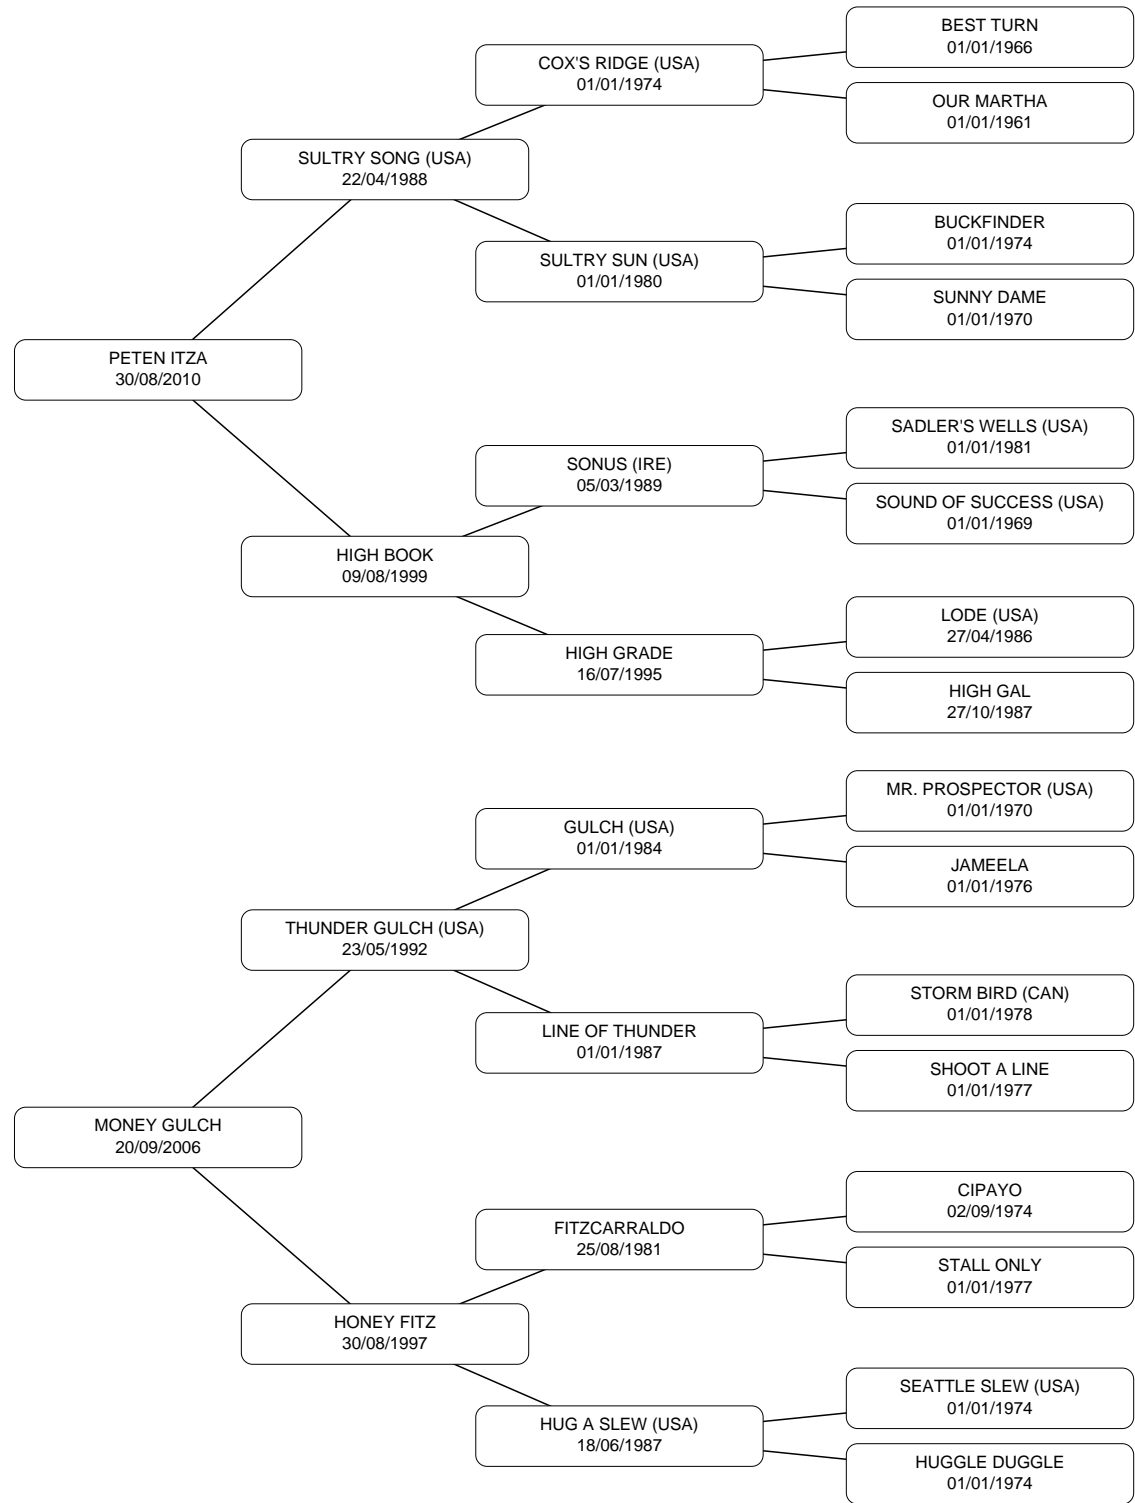 BEST TURN
01/01/1966
COX'S RIDGE (USA)
01/01/1974
OUR MARTHA
01/01/1961
SULTRY SONG (USA)
22/04/1988
BUCKFINDER
01/01/1974
SULTRY SUN (USA)
01/01/1980
SUNNY DAME
01/01/1970
PETEN ITZA
30/08/2010
SADLER'S WELLS (USA)
01/01/1981
SONUS (IRE)
05/03/1989
SOUND OF SUCCESS (USA)
01/01/1969
HIGH BOOK
09/08/1999
LODE (USA)
27/04/1986
HIGH GRADE
16/07/1995
HIGH GAL
27/10/1987
MR. PROSPECTOR (USA)
01/01/1970
GULCH (USA)
01/01/1984
JAMEELA
01/01/1976
THUNDER GULCH (USA)
23/05/1992
STORM BIRD (CAN)
01/01/1978
LINE OF THUNDER
01/01/1987
SHOOT A LINE
01/01/1977
MONEY GULCH
20/09/2006
CIPAYO
02/09/1974
FITZCARRALDO
25/08/1981
STALL ONLY
01/01/1977
HONEY FITZ
30/08/1997
SEATTLE SLEW (USA)
01/01/1974
HUG A SLEW (USA)
18/06/1987
HUGGLE DUGGLE
01/01/1974